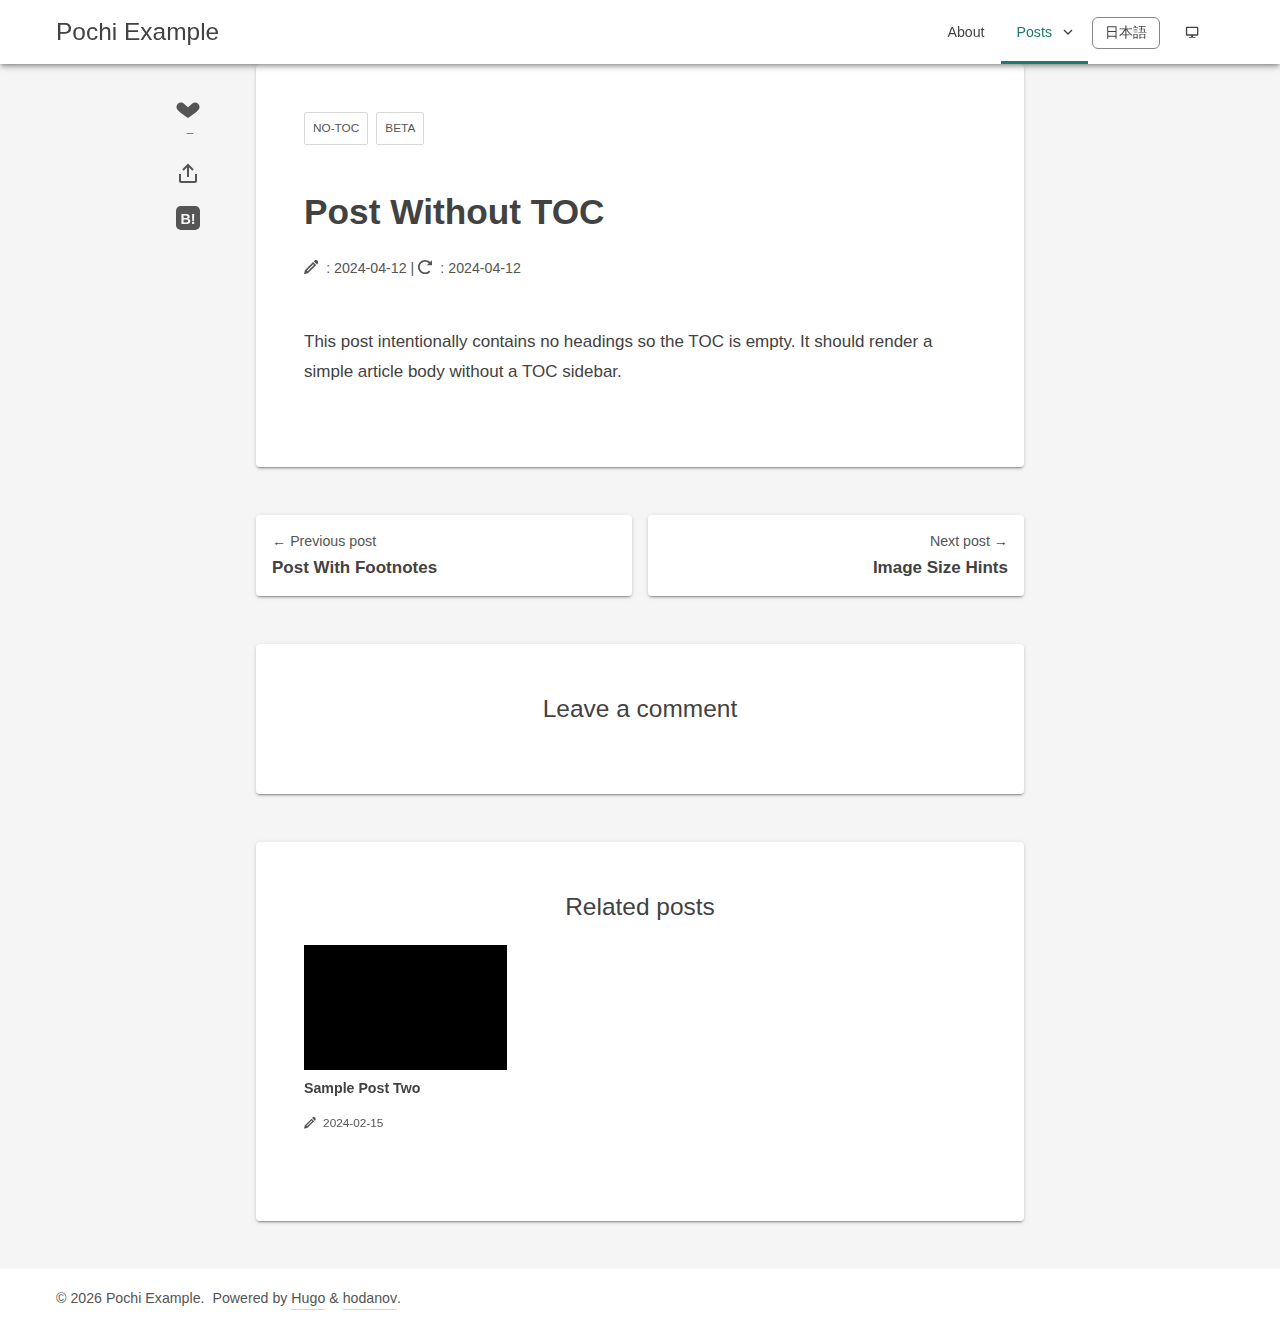 Pochi Example
About
Posts
日本語
–
B!
NO-TOC
BETA
Post Without TOC
: 2024-04-12 | : 2024-04-12
This post intentionally contains no headings so the TOC is empty. It should render a
simple article body without a TOC sidebar.
← Previous post
Post With Footnotes
Next post →
Image Size Hints
Leave a comment
Related posts
Sample Post Two
2024-02-15
© 2026 Pochi Example. Powered by Hugo & hodanov.